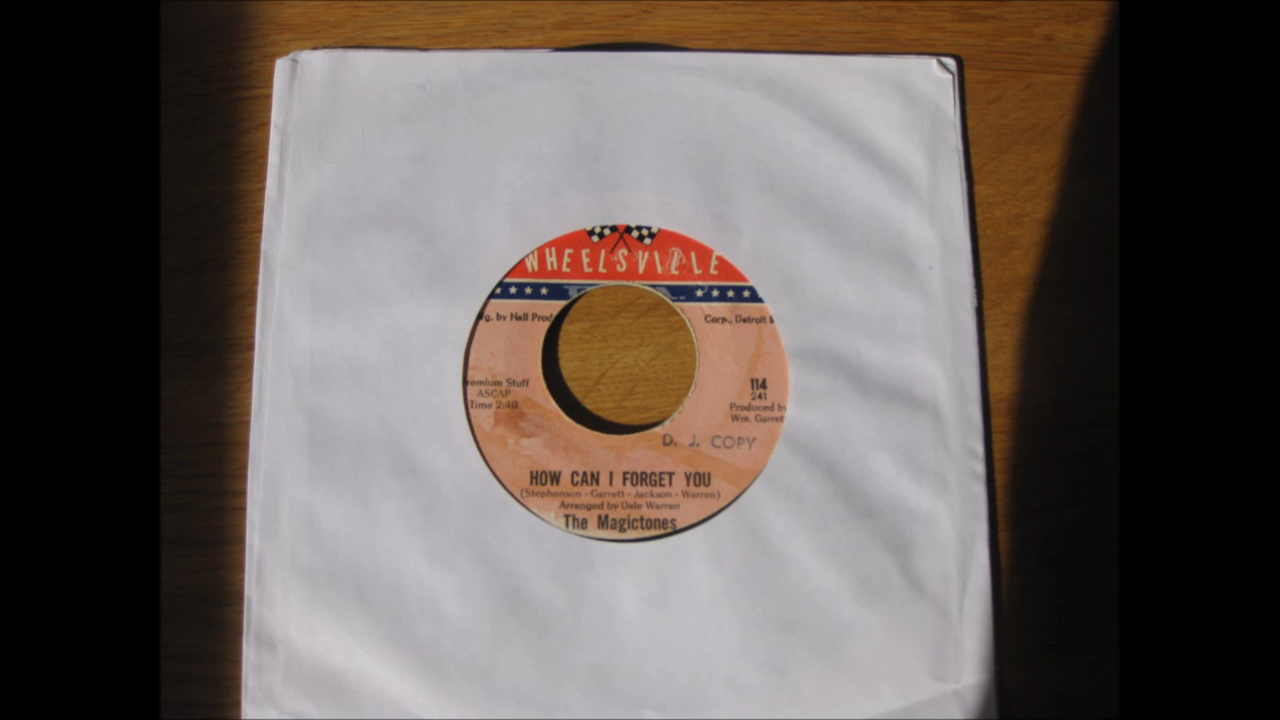 WHEELSVILLE
g. by Hall Prod
Corp., Detroit
remium Stuff
ASCAP
Time 2:40
114
241
Produced by
Wm. Garret
D. J. COPY
HOW CAN I FORGET YOU
(Stephenson - Garrett - Jackson - Warren)
Arranged by Dale Warren
The Magictones